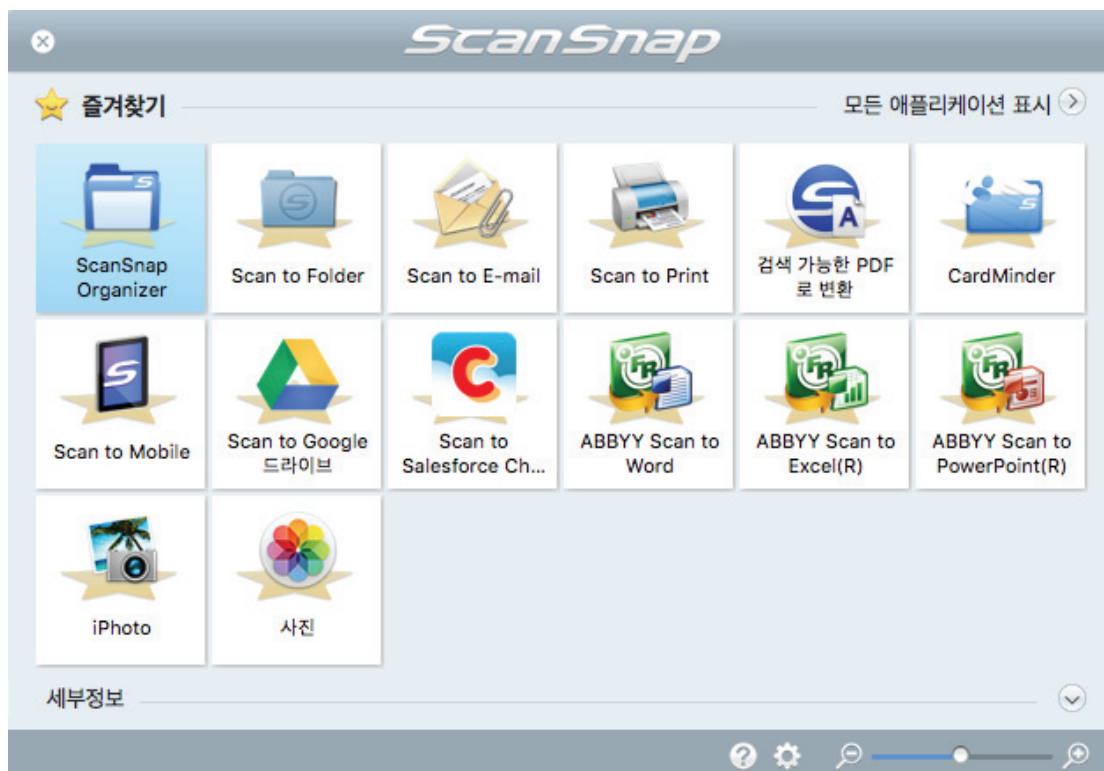 ScanSnap
즐겨찾기
모든 애플리케이션 표시
ScanSnap
Organizer
Scan to Folder
Scan to E-mail
Scan to Print
검색 가능한 PDF
로 변환
CardMinder
Scan to Mobile
Scan to Google
드라이브
Scan to
Salesforce Ch...
ABBYY Scan to
Word
ABBYY Scan to
Excel(R)
ABBYY Scan to
PowerPoint(R)
iPhoto
사진
세부정보